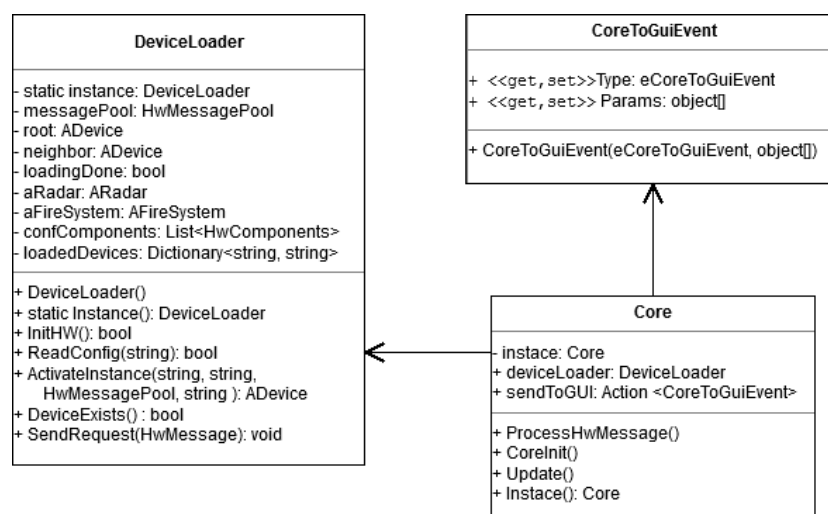 DeviceLoader
- static instance: DeviceLoader
- messagePool: HwMessagePool
- root: ADevice
- neighbor: ADevice
- loadingDone: bool
- aRadar: ARadar
- aFireSystem: AFireSystem
- confComponents: List<HwComponents>
- loadedDevices: Dictionary<string, string>
+ DeviceLoader()
+ static Instance(): DeviceLoader
+ InitHW(): bool
+ ReadConfig(string): bool
+ ActivateInstance(string, string,
HwMessagePool, string ): ADevice
+ DeviceExists() : bool
+ SendRequest(HwMessage): void
CoreToGuiEvent
+ <<get,set>>Type: eCoreToGuiEvent
+ <<get,set>> Params: object[]
+ CoreToGuiEvent(eCoreToGuiEvent, object[])
Core
- instace: Core
+ deviceLoader: DeviceLoader
+ sendToGUI: Action <CoreToGuiEvent>
+ ProcessHwMessage()
+ CoreInit()
+ Update()
+ Instace(): Core